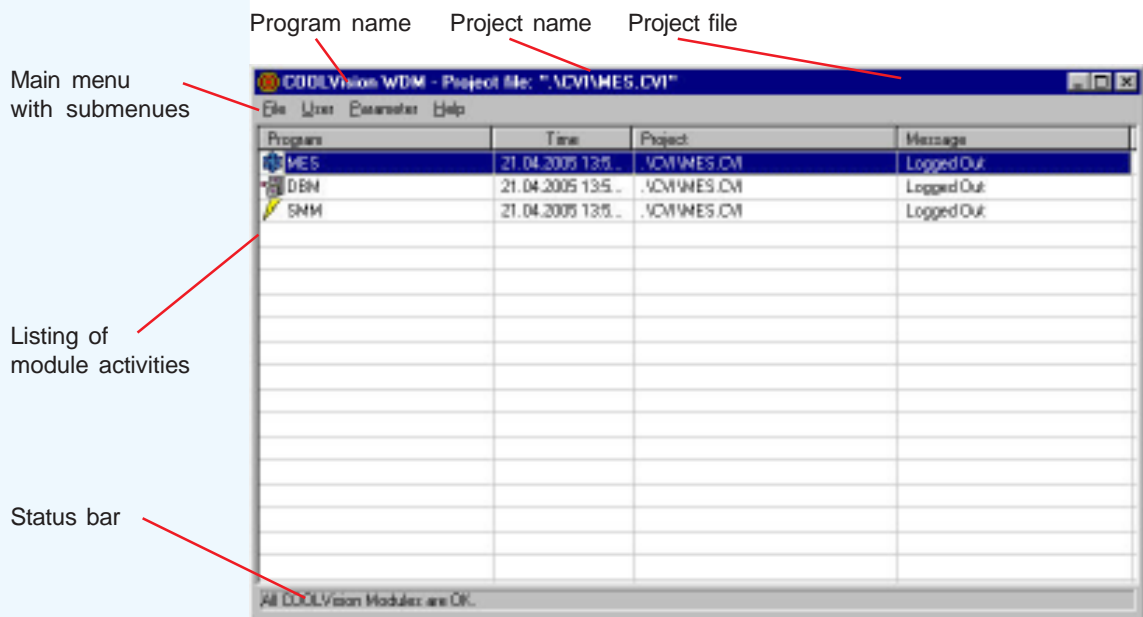 Program name Project name Project file
Main menu
with submenues
COOLVision WDM - Project file: ".\CVI\MES.CVI"
File User Parameter Help
Program Time Project Message
MES 21.04.2005 13:5... .\CVI\MES.CVI Logged Out
DBM 21.04.2005 13:5... .\CVI\MES.CVI Logged Out
SMM 21.04.2005 13:5... .\CVI\MES.CVI Logged Out
Listing of
module activities
Status bar
All COOLVision Modules are OK.